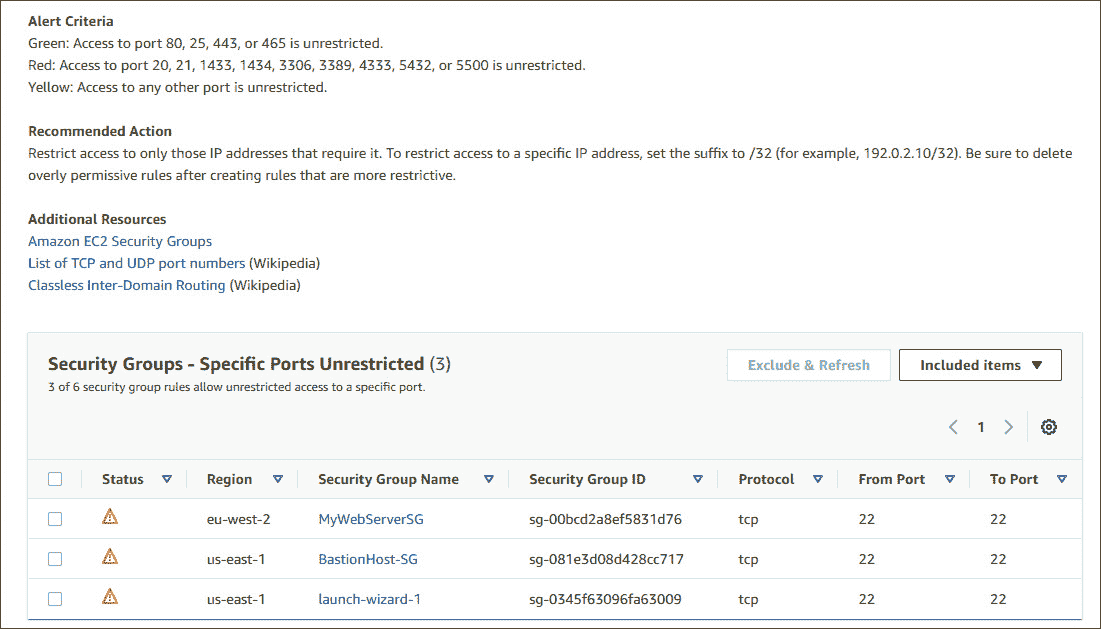 Alert Criteria
Green: Access to port 80, 25, 443, or 465 is unrestricted.
Red: Access to port 20, 21, 1433, 1434, 3306, 3389, 4333, 5432, or 5500 is unrestricted.
Yellow: Access to any other port is unrestricted.
Recommended Action
Restrict access to only those IP addresses that require it. To restrict access to a specific IP address, set the suffix to /32 (for example, 192.0.2.10/32). Be sure to delete
overly permissive rules after creating rules that are more restrictive.
Additional Resources
Amazon EC2 Security Groups
List of TCP and UDP port numbers (Wikipedia)
Classless Inter-Domain Routing (Wikipedia)
Security Groups - Specific Ports Unrestricted (3)
3 of 6 security group rules allow unrestricted access to a specific port.
Exclude & Refresh Included items
1
Status Region Security Group Name Security Group ID Protocol From Port To Port
eu-west-2 MyWebServerSG sg-00bcd2a8ef5831d76 tcp 22 22
us-east-1 BastionHost-SG sg-081e3d08d428cc717 tcp 22 22
us-east-1 launch-wizard-1 sg-0345f63096fa63009 tcp 22 22